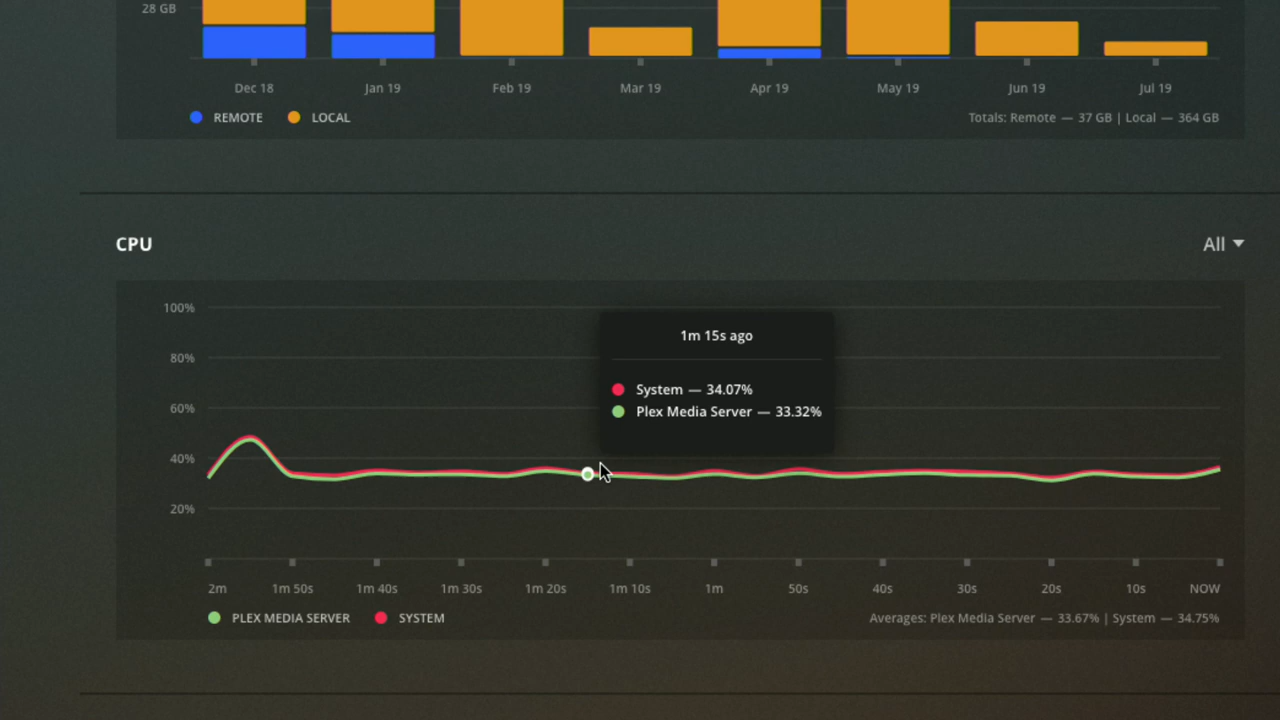 28 GB
Dec 18 Jan 19 Feb 19 Mar 19 Apr 19 May 19 Jun 19 Jul 19
REMOTE LOCAL Totals: Remote — 37 GB | Local — 364 GB
CPU All
100%
1m 15s ago
80%
System — 34.07%
60%
Plex Media Server — 33.32%
40%
20%
2m 1m 50s 1m 40s 1m 30s 1m 20s 1m 10s 1m 50s 40s 30s 20s 10s NOW
PLEX MEDIA SERVER SYSTEM Averages: Plex Media Server — 33.67% | System — 34.75%